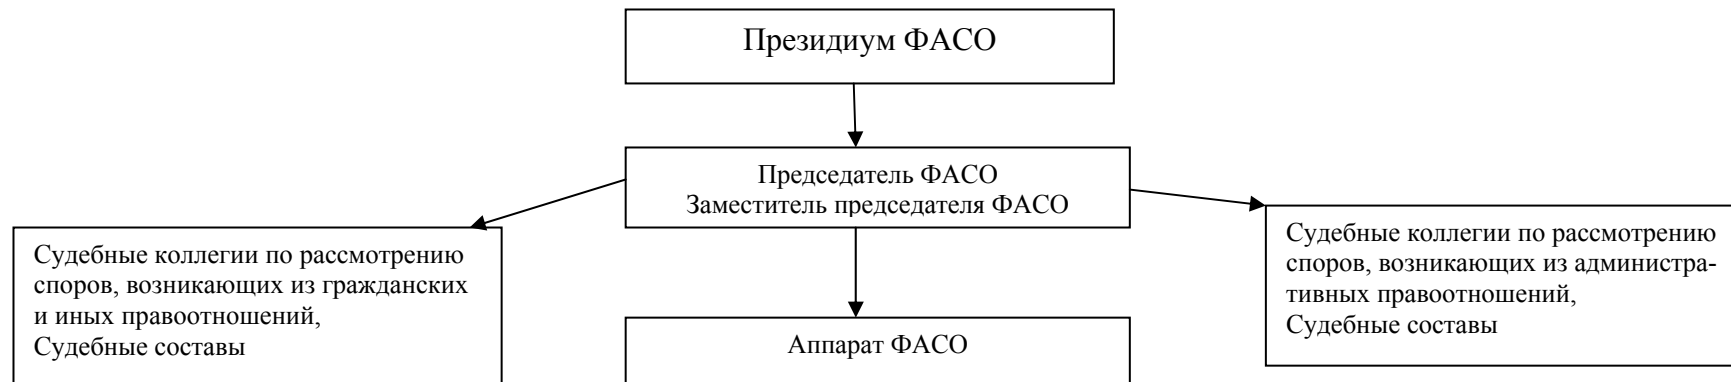 Президиум ФАСО
Председатель ФАСО
Заместитель председателя ФАСО
Судебные коллегии по рассмотрению
споров, возникающих из гражданских
и иных правоотношений,
Судебные составы
Аппарат ФАСО
Судебные коллегии по рассмотрению
споров, возникающих из администра-
тивных правоотношений,
Судебные составы